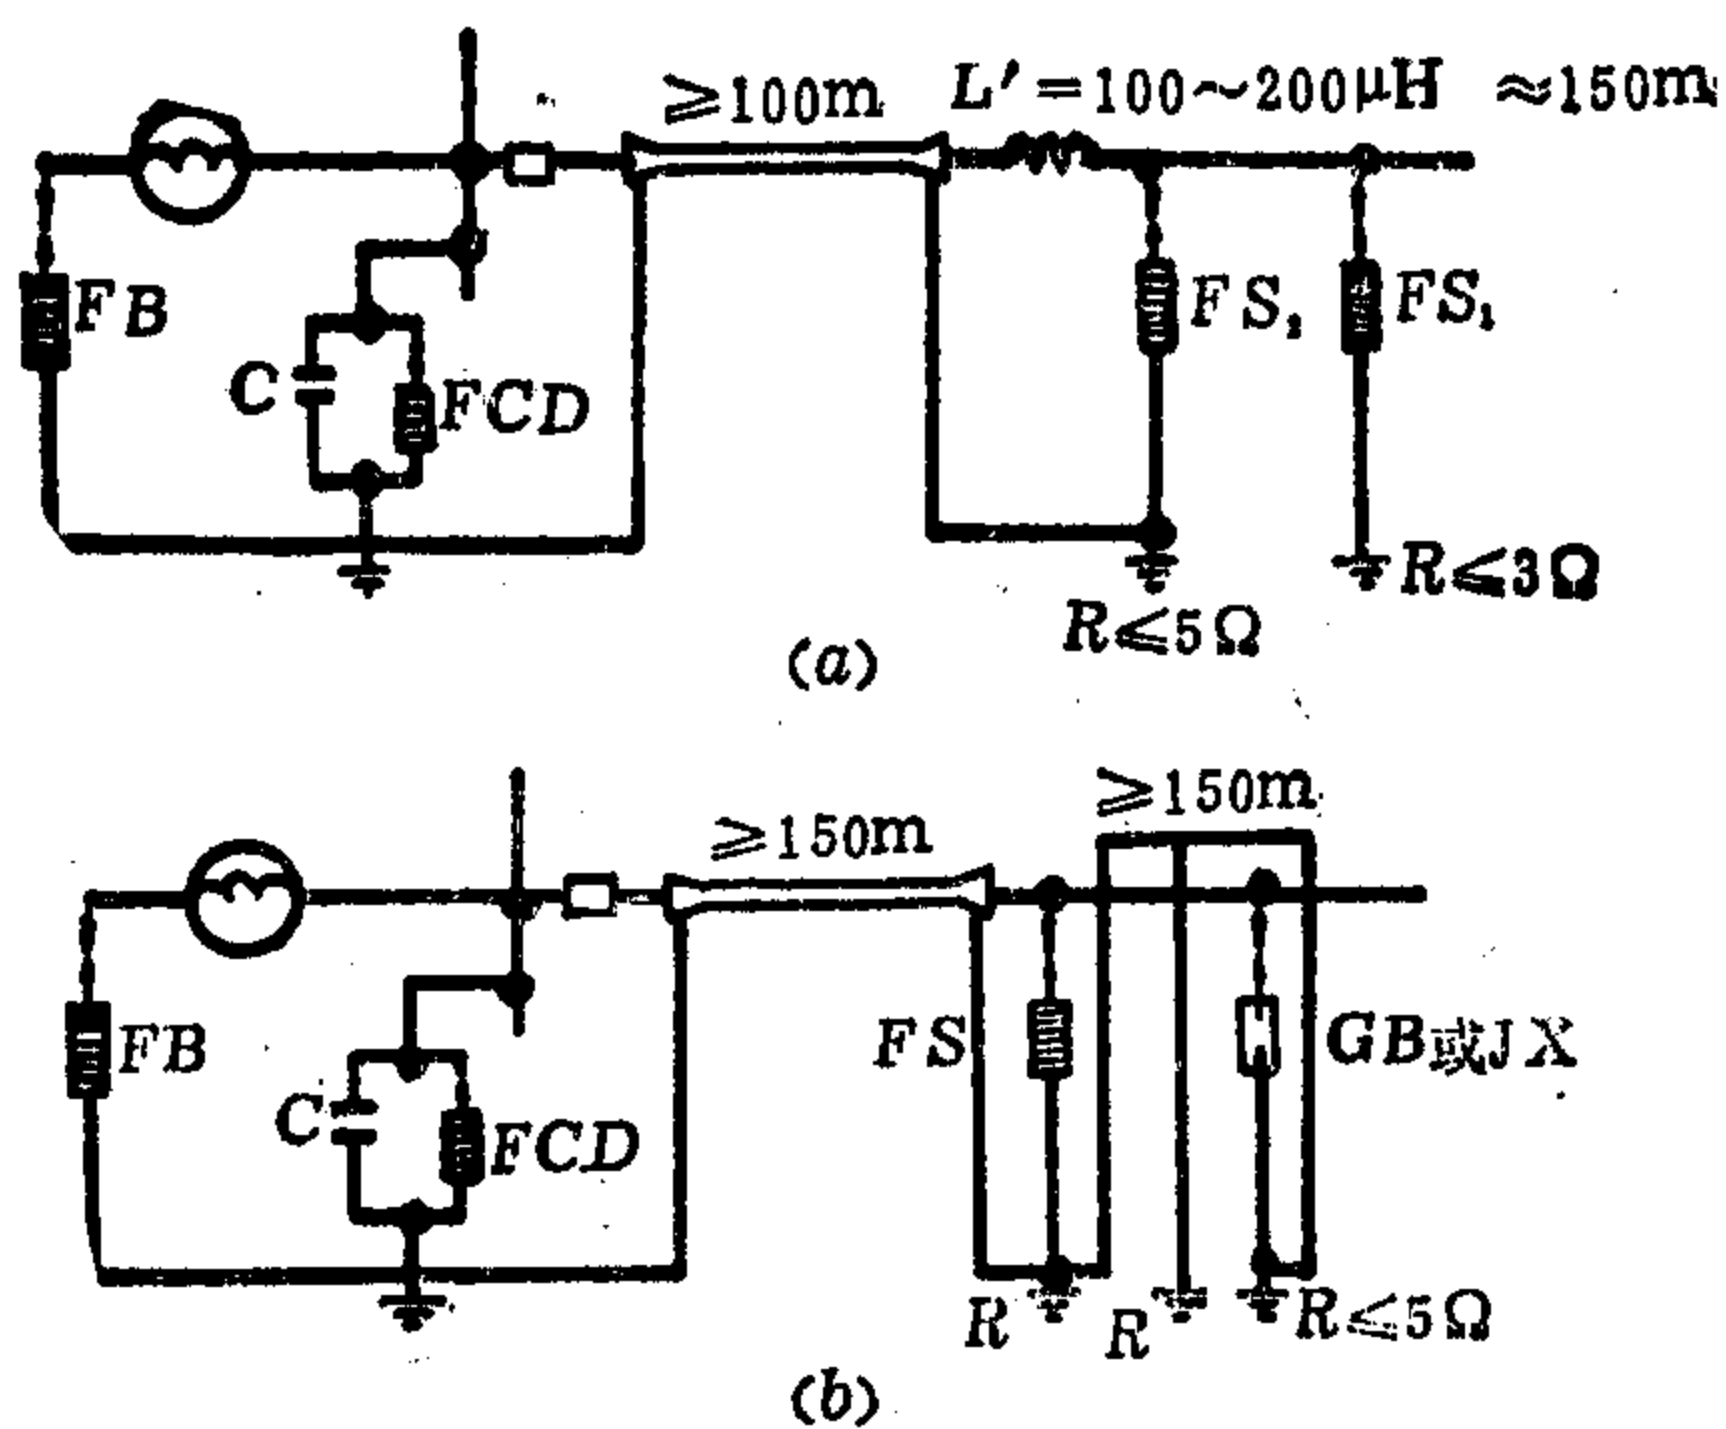 ≥100m L′=100~200μH ≈150m
FB
C FCD FS₂ FS₁
R≤5Ω R≤3Ω
(a)
≥150m ≥150m
FB FS GB或JX
C FCD
R R R≤5Ω
(b)